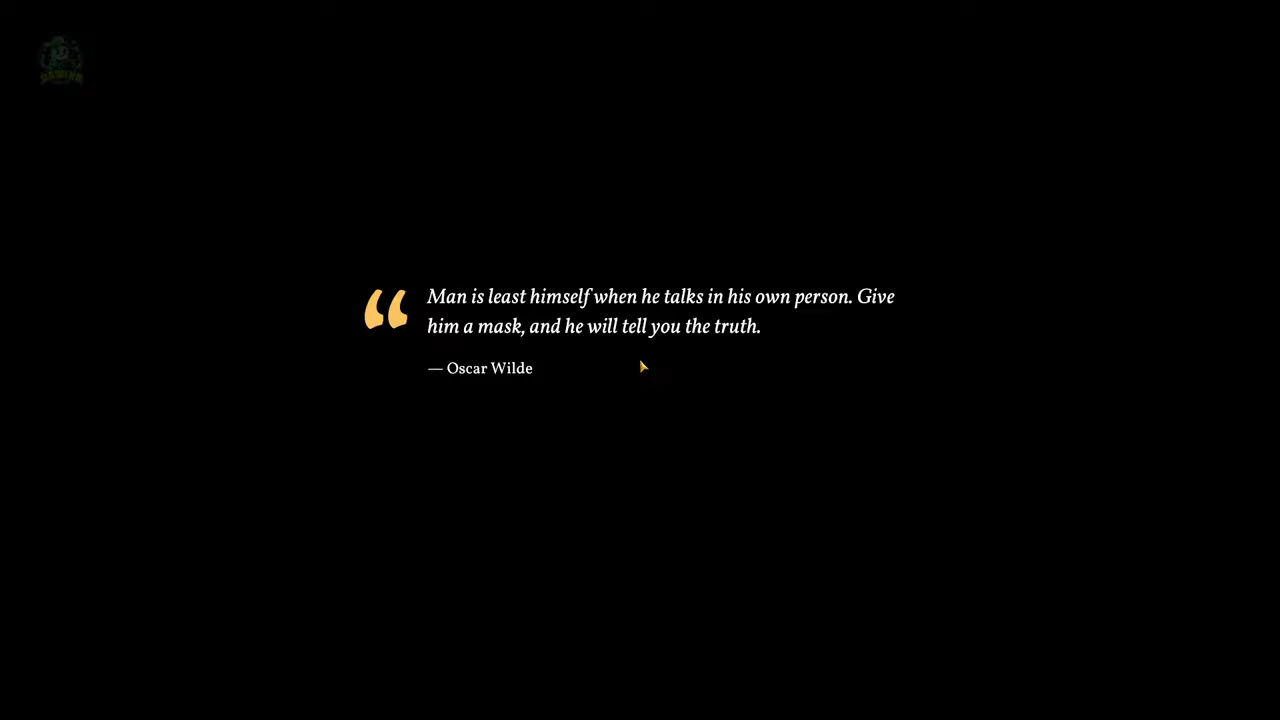 “
Man is least himself when he talks in his own person. Give
him a mask, and he will tell you the truth.
— Oscar Wilde